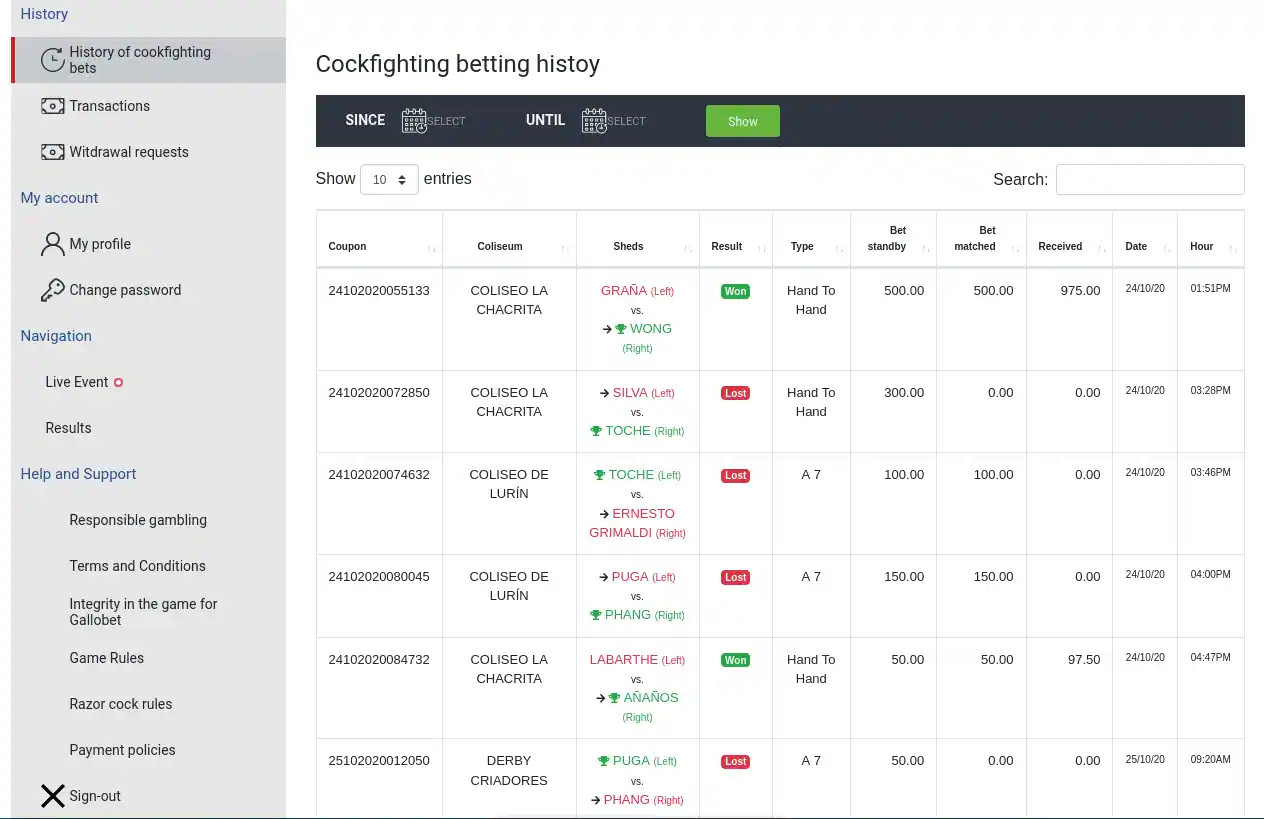 History
History of cookfighting
bets
Transactions
Witdrawal requests
My account
My profile
Change password
Navigation
Live Event
Results
Help and Support
Responsible gambling
Terms and Conditions
Integrity in the game for
Gallobet
Game Rules
Razor cock rules
Payment policies
Sign-out
Cockfighting betting histoy
SINCE SELECT UNTIL SELECT Show
Show 10 entries Search:
Coupon Coliseum Sheds Result Type Bet standby Bet matched Received Date Hour
24102020055133 COLISEO LA CHACRITA GRAÑA (Left) vs. WONG (Right) Won Hand To Hand 500.00 500.00 975.00 24/10/20 01:51PM
24102020072850 COLISEO LA CHACRITA SILVA (Left) vs. TOCHE (Right) Lost Hand To Hand 300.00 0.00 0.00 24/10/20 03:28PM
24102020074632 COLISEO DE LURÍN TOCHE (Left) vs. ERNESTO GRIMALDI (Right) Lost A 7 100.00 100.00 0.00 24/10/20 03:46PM
24102020080045 COLISEO DE LURÍN PUGA (Left) vs. PHANG (Right) Lost A 7 150.00 150.00 0.00 24/10/20 04:00PM
24102020084732 COLISEO LA CHACRITA LABARTHE (Left) vs. AÑAÑOS (Right) Won Hand To Hand 50.00 50.00 97.50 24/10/20 04:47PM
25102020012050 DERBY CRIADORES PUGA (Left) vs. PHANG (Right) Lost A 7 50.00 0.00 0.00 25/10/20 09:20AM